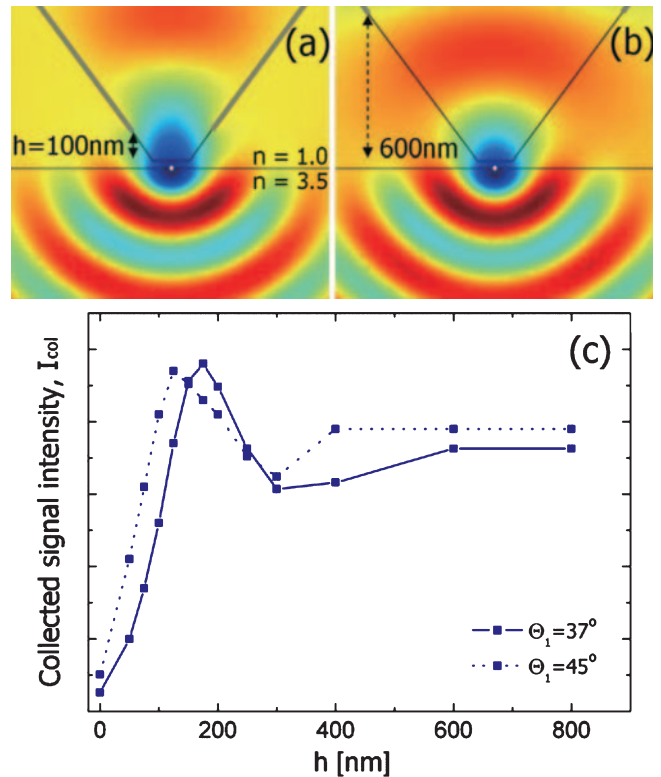 (a)
(b)
h=100nm
n = 1.0
n = 3.5
600nm
(c)
Collected signal intensity, Icol
Θ1=37°
Θ1=45°
0 200 400 600 800
h [nm]